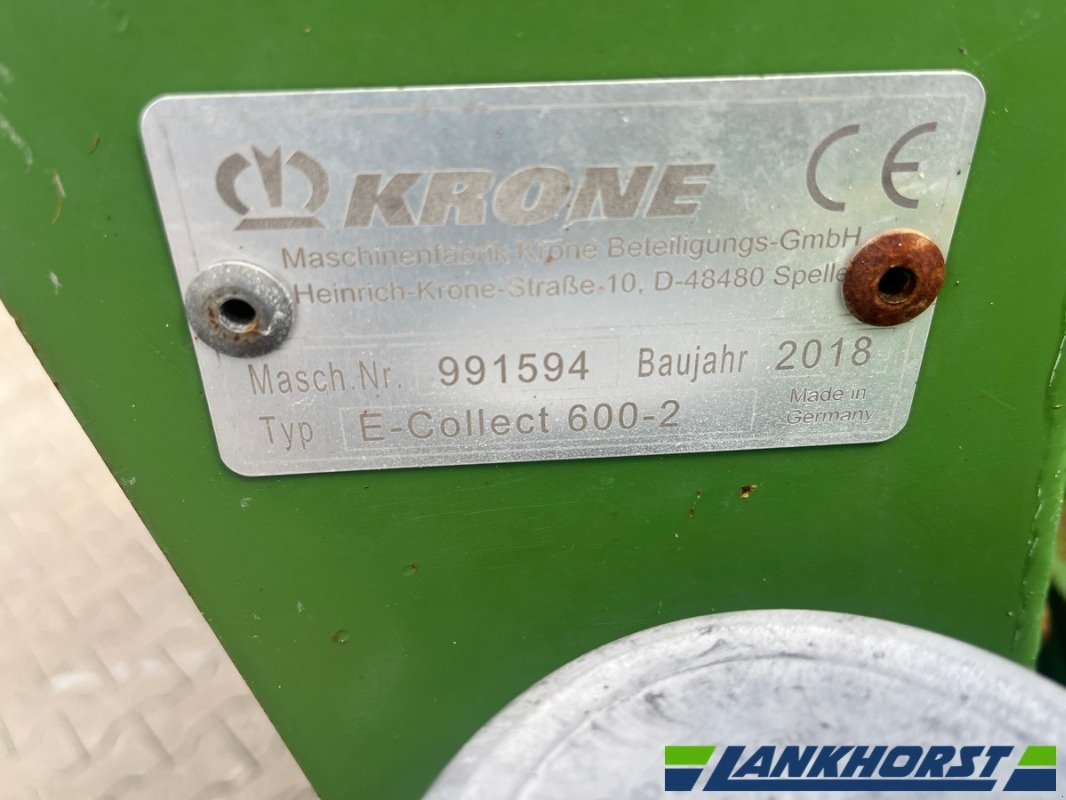 KRONE
CE
Maschinenfabrik Krone Beteiligungs-GmbH
Heinrich-Krone-Straße 10, D-48480 Spelle
Masch.Nr. 991594 Baujahr 2018
Typ E-Collect 600-2 Made in
Germany
LANKHORST